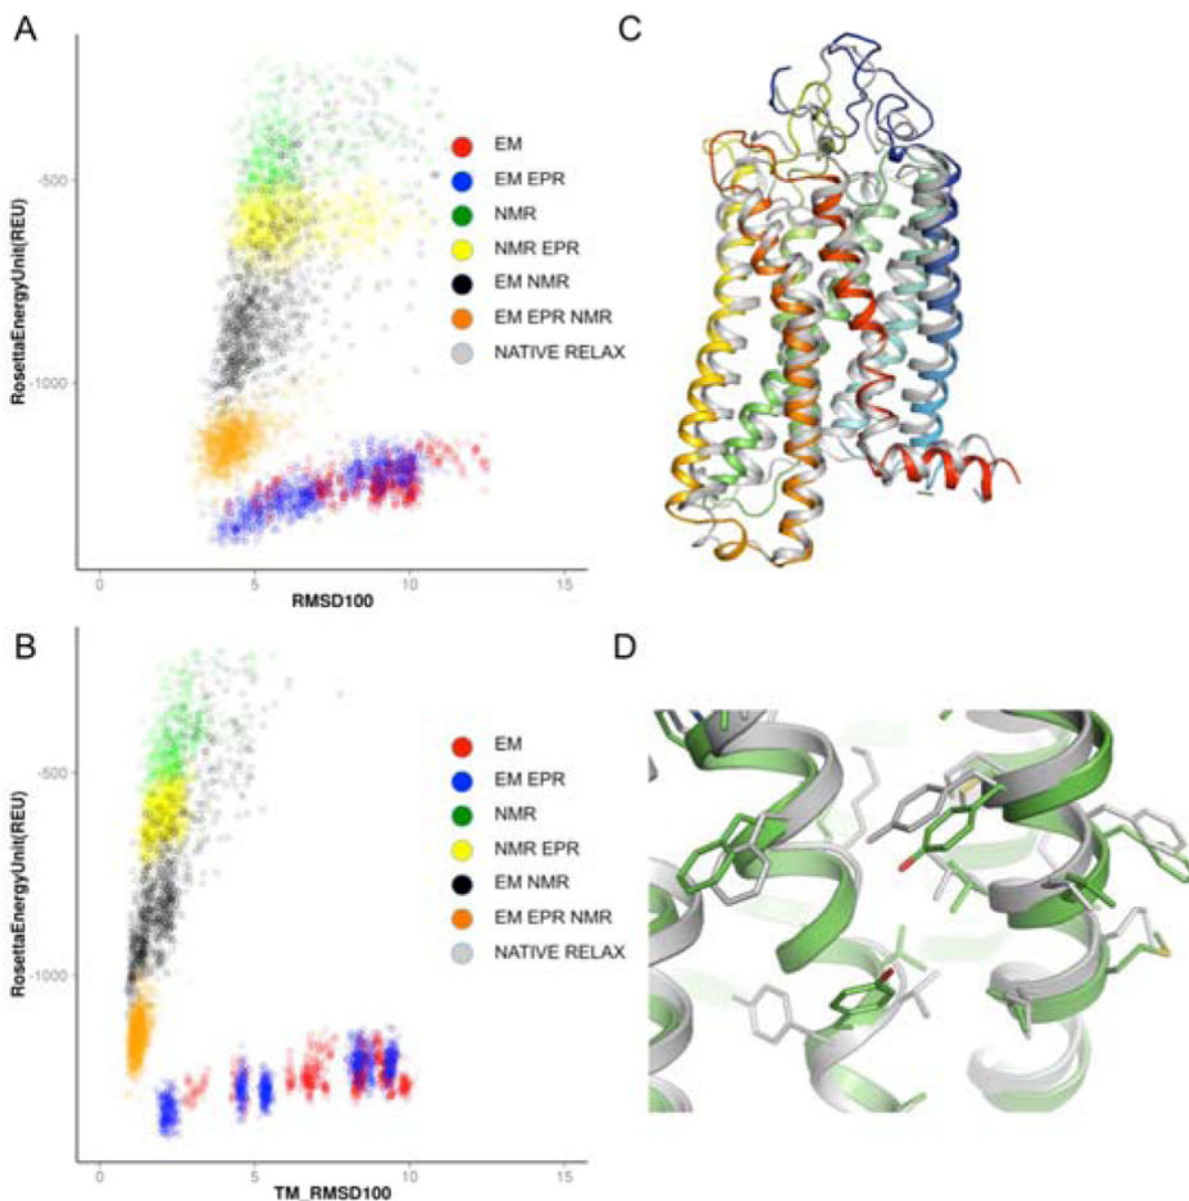 A
C
RosettaEnergyUnit(REU)
-500
-1000
EM
EM EPR
NMR
NMR EPR
EM NMR
EM EPR NMR
NATIVE RELAX
0
5
10
15
RMSD100
B
D
RosettaEnergyUnit(REU)
-500
-1000
EM
EM EPR
NMR
NMR EPR
EM NMR
EM EPR NMR
NATIVE RELAX
0
5
10
15
TM_RMSD100